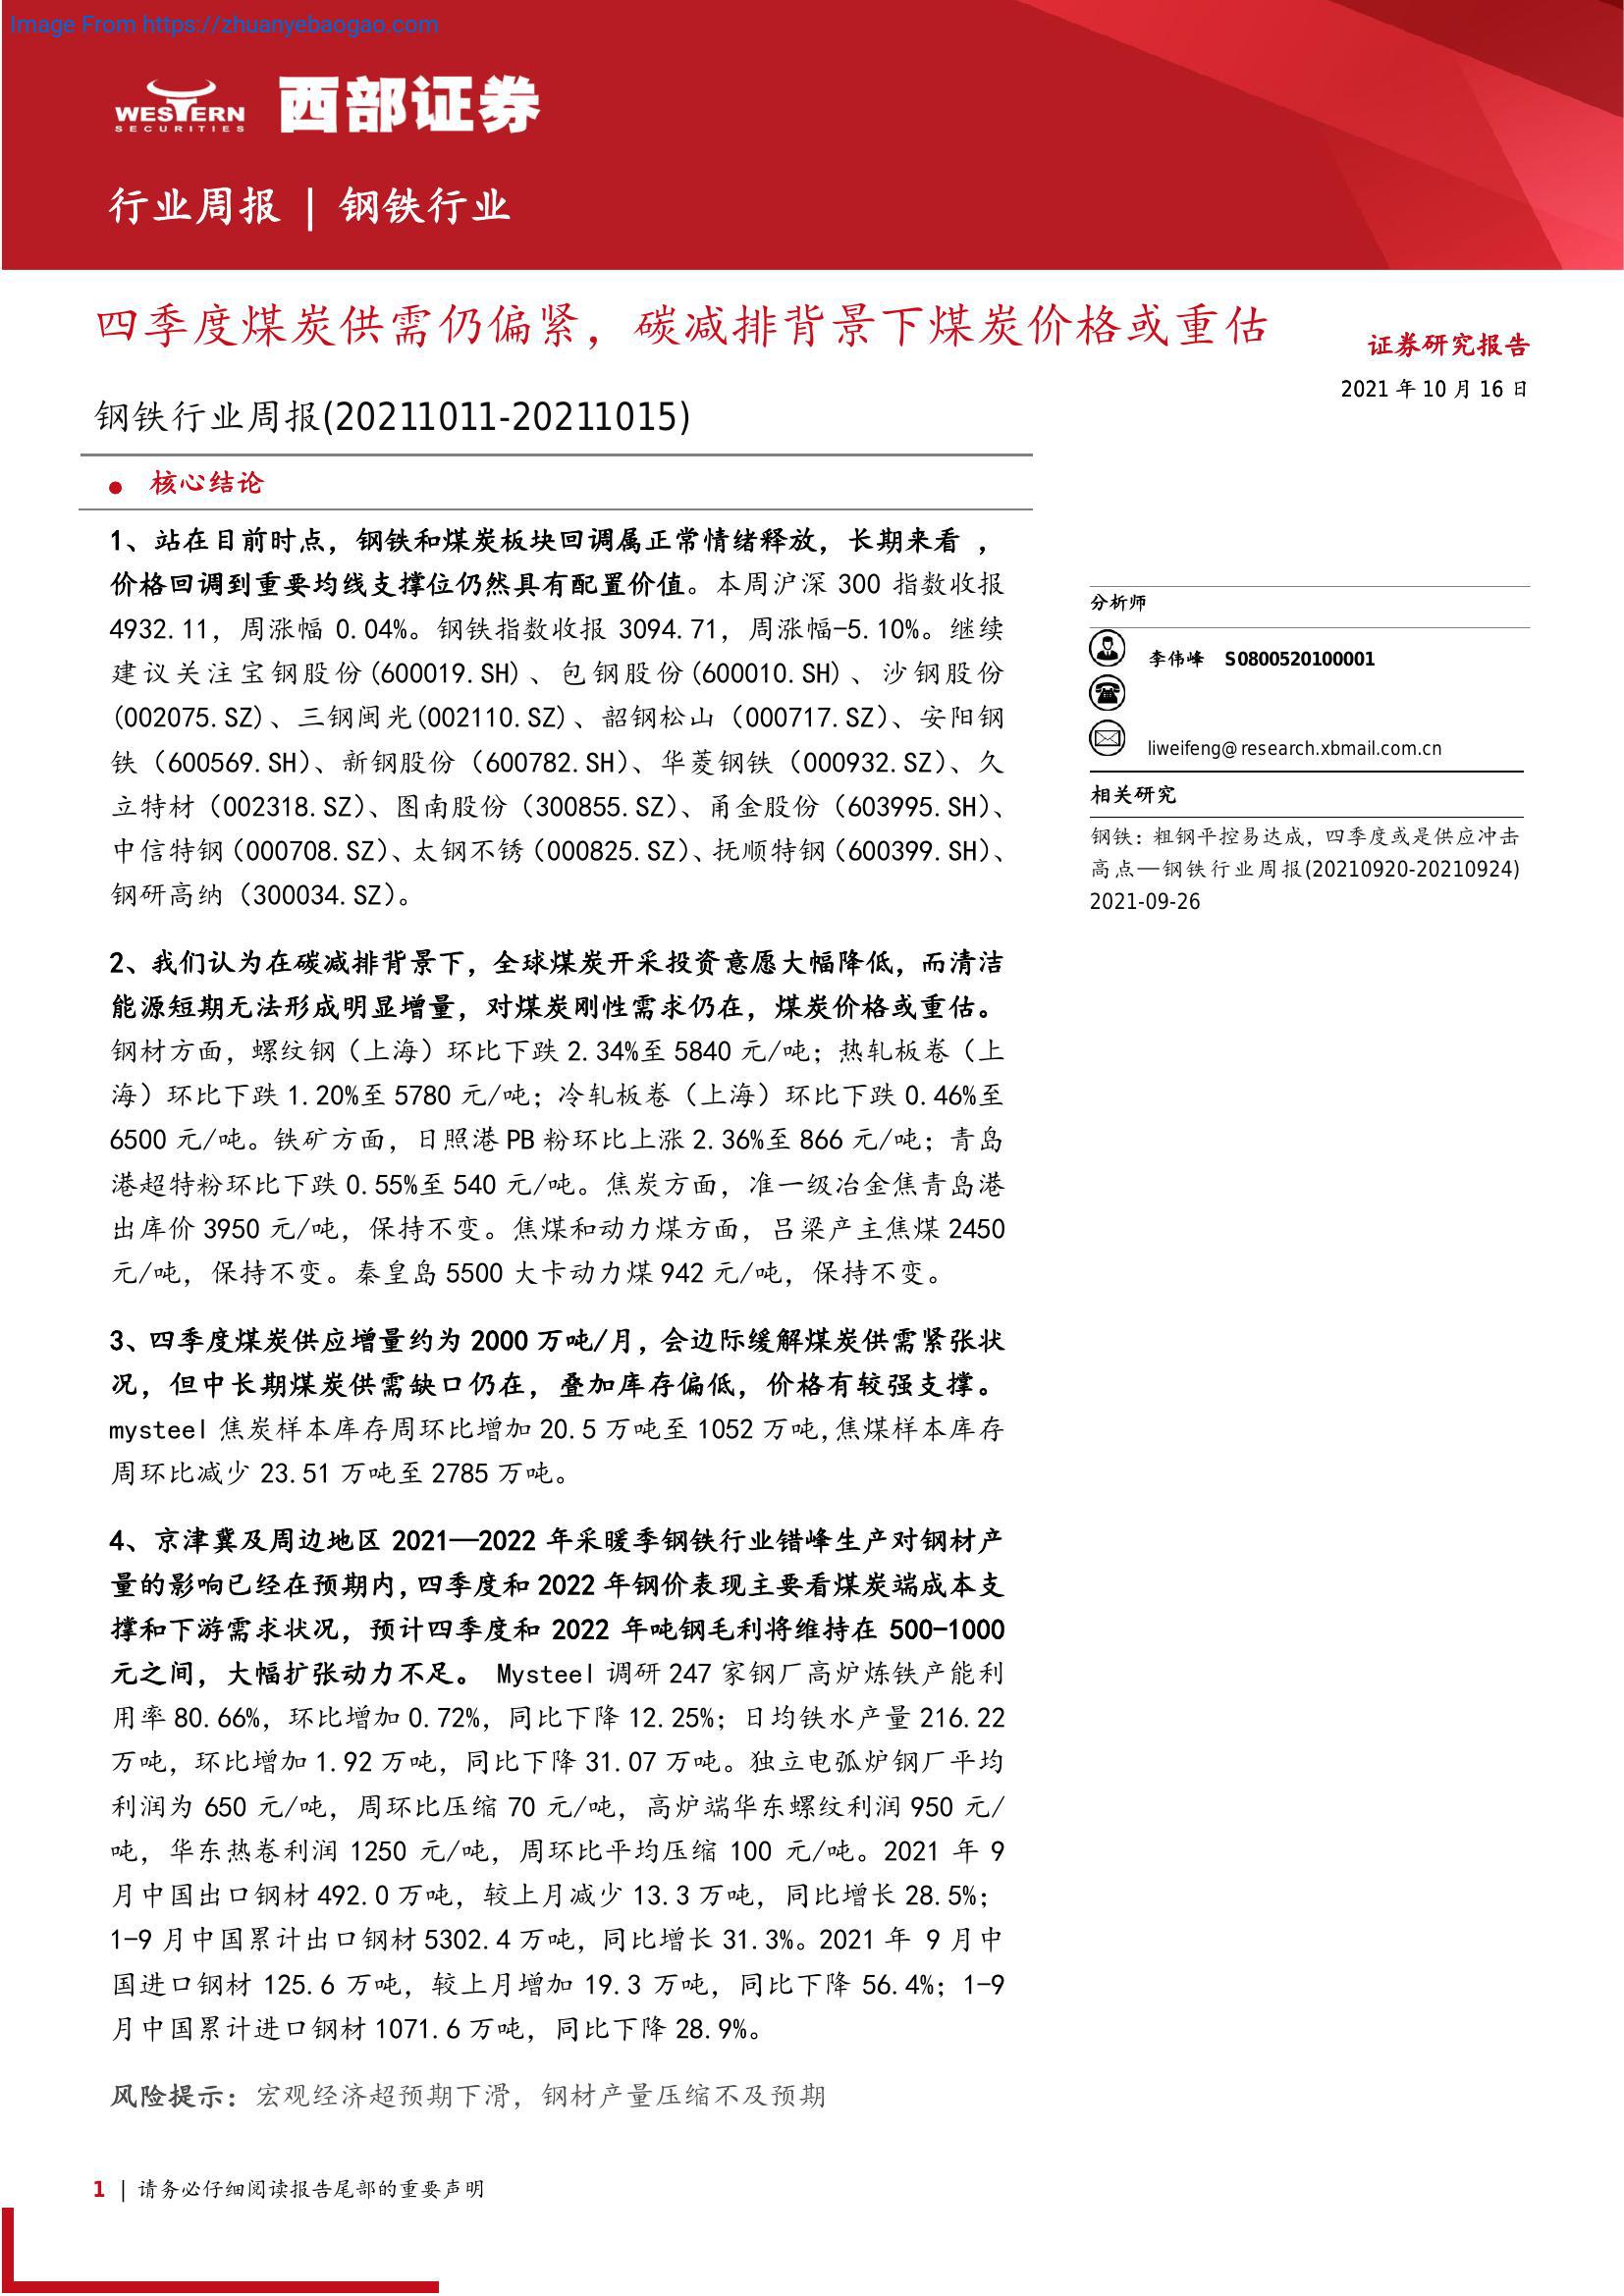 Image From https://zhuanyebaogao.com
WESTERN
SECURITIES
西部证券
行业周报 | 钢铁行业
四季度煤炭供需仍偏紧，碳减排背景下煤炭价格或重估
证券研究报告
2021 年 10 月 16 日
钢铁行业周报(20211011-20211015)
● 核心结论
1、站在目前时点，钢铁和煤炭板块回调属正常情绪释放，长期来看 ，
价格回调到重要均线支撑位仍然具有配置价值。本周沪深 300 指数收报
4932.11，周涨幅 0.04%。钢铁指数收报 3094.71，周涨幅-5.10%。继续
建议关注宝钢股份(600019.SH)、包钢股份(600010.SH)、沙钢股份
(002075.SZ)、三钢闽光(002110.SZ)、韶钢松山（000717.SZ）、安阳钢
铁（600569.SH）、新钢股份（600782.SH）、华菱钢铁（000932.SZ）、久
立特材（002318.SZ）、图南股份（300855.SZ）、甬金股份（603995.SH）、
中信特钢（000708.SZ）、太钢不锈（000825.SZ）、抚顺特钢（600399.SH）、
钢研高纳（300034.SZ）。
2、我们认为在碳减排背景下，全球煤炭开采投资意愿大幅降低，而清洁
能源短期无法形成明显增量，对煤炭刚性需求仍在，煤炭价格或重估。
钢材方面，螺纹钢（上海）环比下跌 2.34%至 5840 元/吨；热轧板卷（上
海）环比下跌 1.20%至 5780 元/吨；冷轧板卷（上海）环比下跌 0.46%至
6500 元/吨。铁矿方面，日照港 PB 粉环比上涨 2.36%至 866 元/吨；青岛
港超特粉环比下跌 0.55%至 540 元/吨。焦炭方面，准一级冶金焦青岛港
出库价 3950 元/吨，保持不变。焦煤和动力煤方面，吕梁产主焦煤 2450
元/吨，保持不变。秦皇岛 5500 大卡动力煤 942 元/吨，保持不变。
3、四季度煤炭供应增量约为 2000 万吨/月，会边际缓解煤炭供需紧张状
况，但中长期煤炭供需缺口仍在，叠加库存偏低，价格有较强支撑。
mysteel 焦炭样本库存周环比增加 20.5 万吨至 1052 万吨,焦煤样本库存
周环比减少 23.51 万吨至 2785 万吨。
4、京津冀及周边地区 2021—2022 年采暖季钢铁行业错峰生产对钢材产
量的影响已经在预期内,四季度和 2022 年钢价表现主要看煤炭端成本支
撑和下游需求状况，预计四季度和 2022 年吨钢毛利将维持在 500-1000
元之间，大幅扩张动力不足。 Mysteel 调研 247 家钢厂高炉炼铁产能利
用率 80.66%，环比增加 0.72%，同比下降 12.25%；日均铁水产量 216.22
万吨，环比增加 1.92 万吨，同比下降 31.07 万吨。独立电弧炉钢厂平均
利润为 650 元/吨，周环比压缩 70 元/吨，高炉端华东螺纹利润 950 元/
吨，华东热卷利润 1250 元/吨，周环比平均压缩 100 元/吨。2021 年 9
月中国出口钢材 492.0 万吨，较上月减少 13.3 万吨，同比增长 28.5%；
1-9 月中国累计出口钢材 5302.4 万吨，同比增长 31.3%。2021 年 9 月中
国进口钢材 125.6 万吨，较上月增加 19.3 万吨，同比下降 56.4%；1-9
月中国累计进口钢材 1071.6 万吨，同比下降 28.9%。
风险提示：宏观经济超预期下滑，钢材产量压缩不及预期
分析师
李伟峰 S0800520100001
liweifeng@research.xbmail.com.cn
相关研究
钢铁：粗钢平控易达成，四季度或是供应冲击
高点—钢铁行业周报(20210920-20210924)
2021-09-26
1 | 请务必仔细阅读报告尾部的重要声明